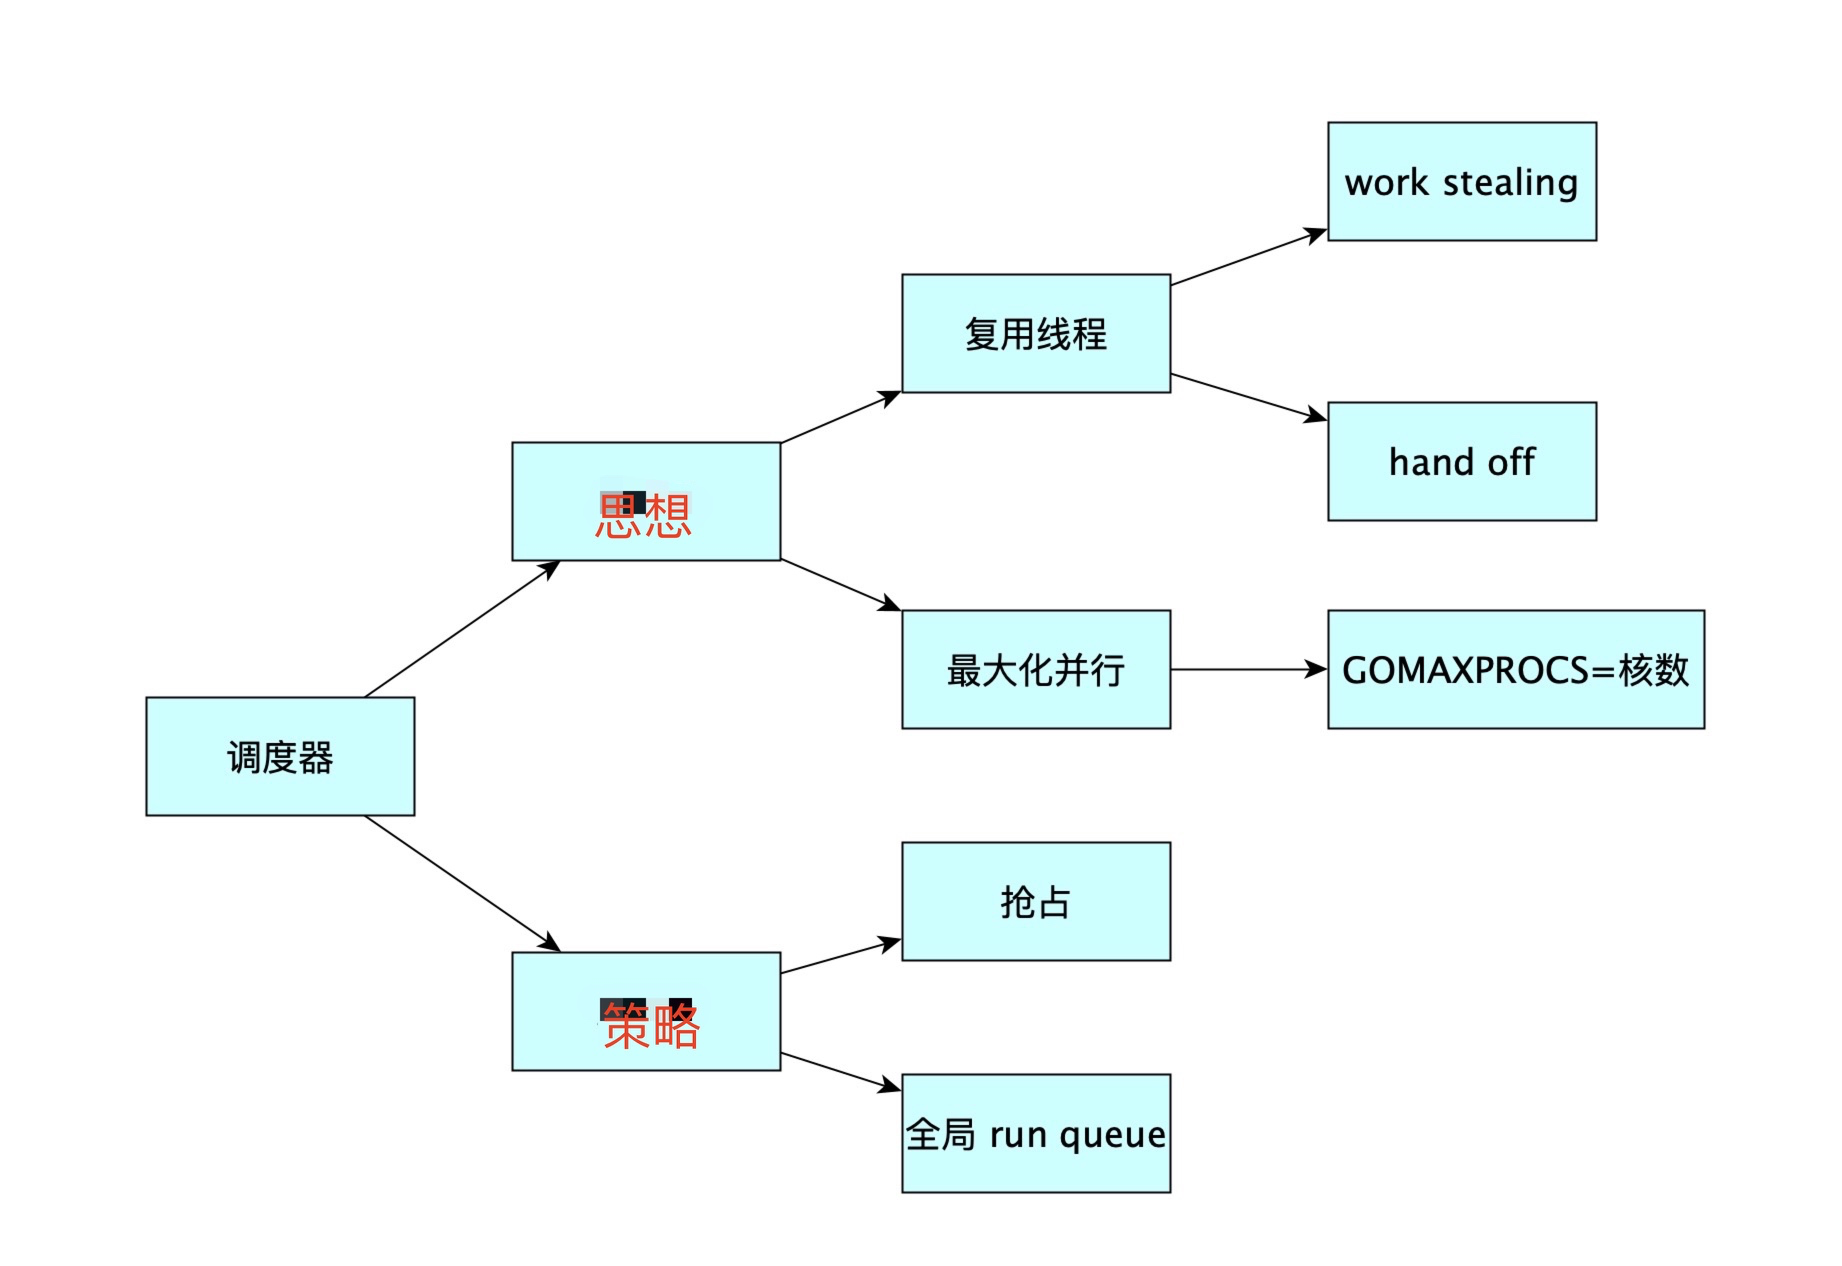 work stealing
复用线程
hand off
思想
最大化并行
GOMAXPROCS=核数
调度器
抢占
策略
全局 run queue